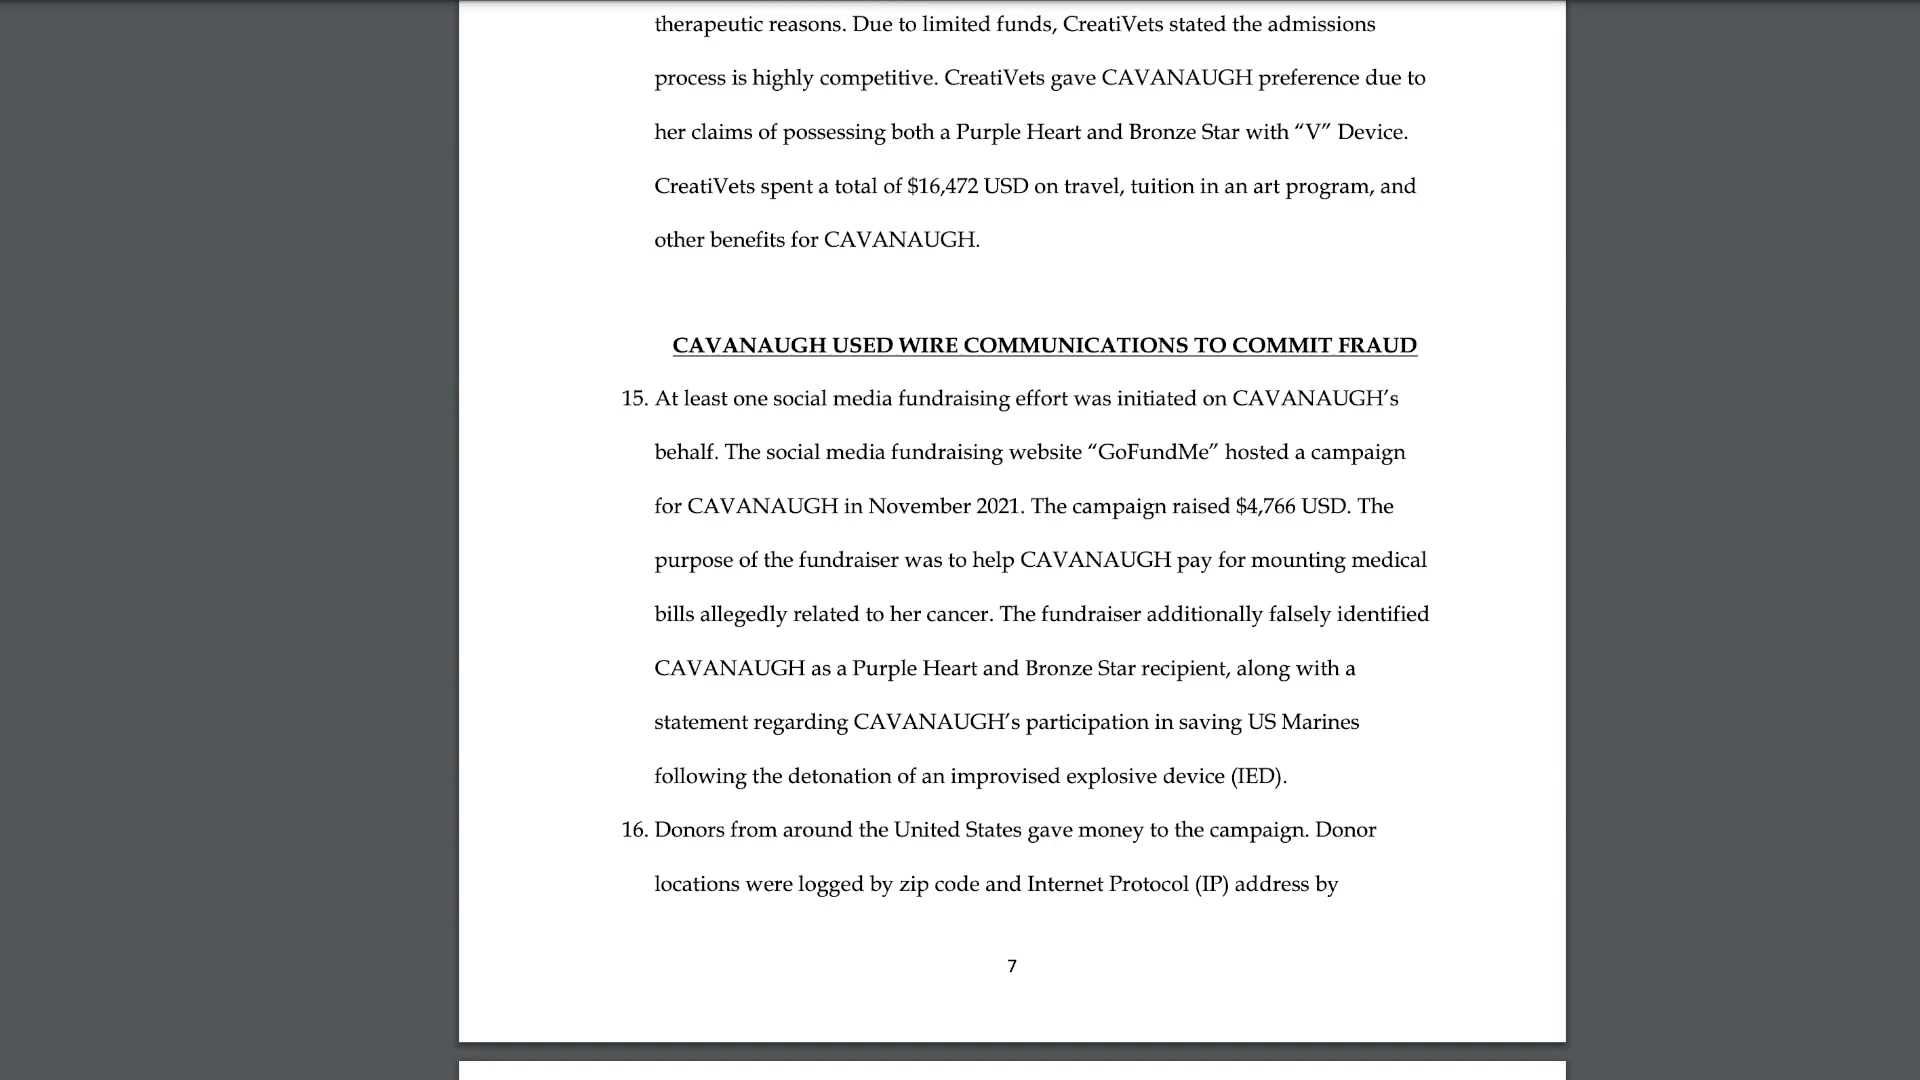 therapeutic reasons. Due to limited funds, CreatiVets stated the admissions
process is highly competitive. CreatiVets gave CAVANAUGH preference due to
her claims of possessing both a Purple Heart and Bronze Star with “V” Device.
CreatiVets spent a total of $16,472 USD on travel, tuition in an art program, and
other benefits for CAVANAUGH.
CAVANAUGH USED WIRE COMMUNICATIONS TO COMMIT FRAUD
15. At least one social media fundraising effort was initiated on CAVANAUGH’s
behalf. The social media fundraising website “GoFundMe” hosted a campaign
for CAVANAUGH in November 2021. The campaign raised $4,766 USD. The
purpose of the fundraiser was to help CAVANAUGH pay for mounting medical
bills allegedly related to her cancer. The fundraiser additionally falsely identified
CAVANAUGH as a Purple Heart and Bronze Star recipient, along with a
statement regarding CAVANAUGH’s participation in saving US Marines
following the detonation of an improvised explosive device (IED).
16. Donors from around the United States gave money to the campaign. Donor
locations were logged by zip code and Internet Protocol (IP) address by
7